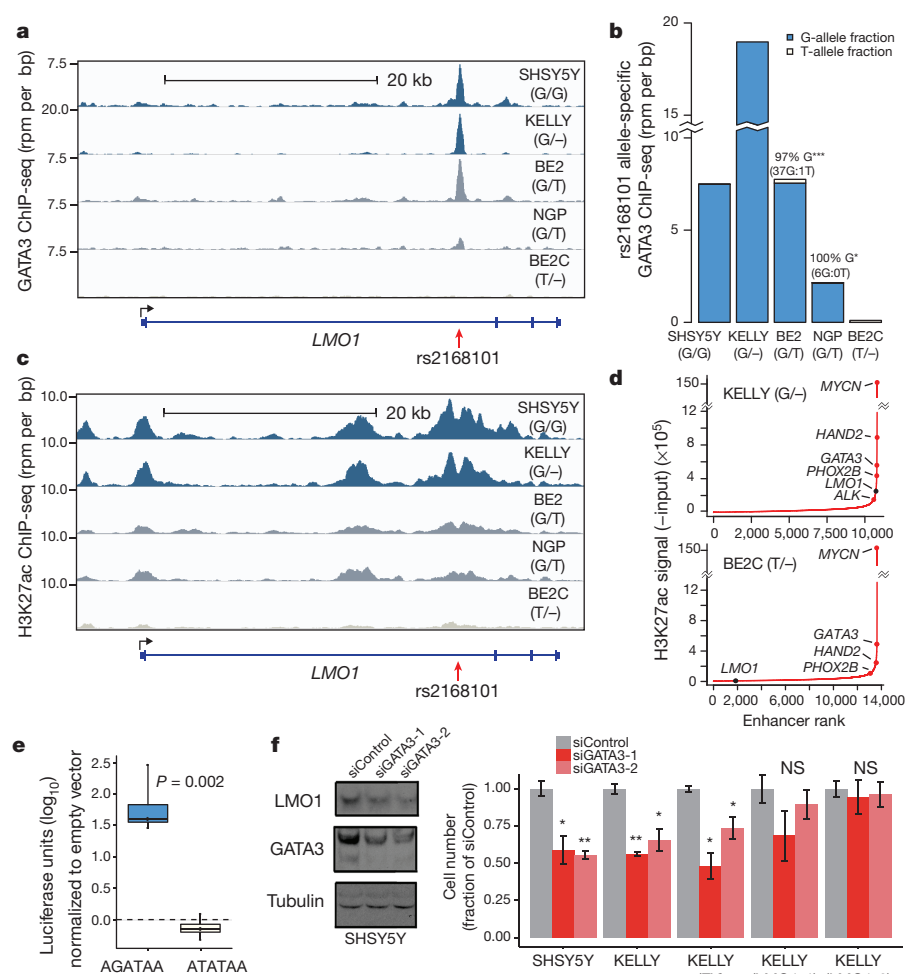 a
GATA3 ChIP-seq (rpm per bp)
7.5
20.0
7.5
7.5
7.5
20 kb
SHSY5Y
(G/G)
KELLY
(G/–)
BE2
(G/T)
NGP
(G/T)
BE2C
(T/–)
LMO1
rs2168101
b
rs2168101 allele-specific
GATA3 ChIP-seq (rpm per bp)
20
15
10
5
0
G-allele fraction
T-allele fraction
97% G***
(37G:1T)
100% G*
(6G:0T)
SHSY5Y KELLY BE2 NGP BE2C
(G/G) (G/–) (G/T) (G/T) (T/–)
c
H3K27ac ChIP-seq (rpm per bp)
10.0
10.0
10.0
10.0
10.0
20 kb
SHSY5Y
(G/G)
KELLY
(G/–)
BE2
(G/T)
NGP
(G/T)
BE2C
(T/–)
LMO1
rs2168101
d
H3K27ac signal (–input) (×10⁵)
150
12
8
4
0
KELLY (G/–)
MYCN
HAND2
GATA3
PHOX2B
LMO1
ALK
0 2,000 5,000 7,500 10,000
150
12
8
4
0
BE2C (T/–)
MYCN
GATA3
HAND2
PHOX2B
LMO1
0 2,000 6,000 10,000 14,000
Enhancer rank
e
Luciferase units (log₁₀)
normalized to empty vector
2.5
2.0
1.5
1.0
0.5
0.0
P = 0.002
AGATAA ATATAA
f
siControl
siGATA3-1
siGATA3-2
LMO1
GATA3
Tubulin
SHSY5Y
siControl
siGATA3-1
siGATA3-2
Cell number
(fraction of siControl)
1.00
0.75
0.50
0.25
0.00
* ** ** * * * NS NS
SHSY5Y KELLY KELLY KELLY KELLY